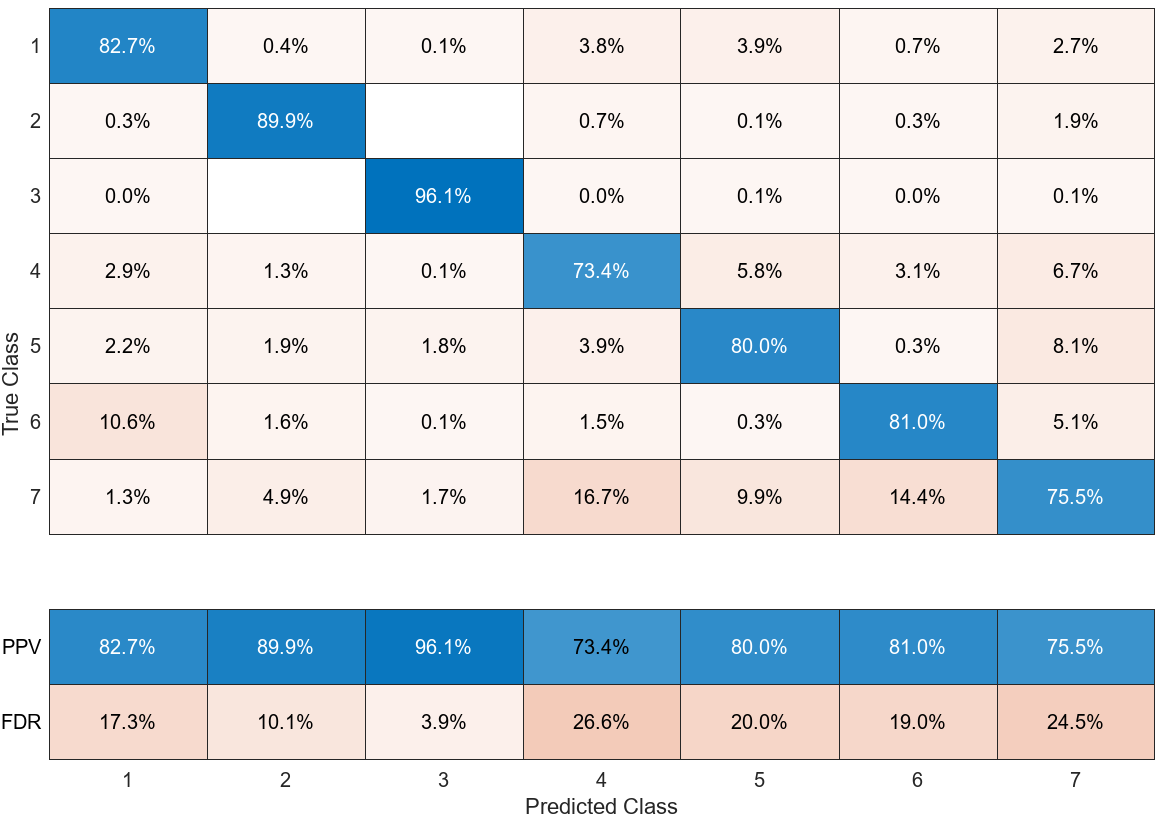 1 82.7% 0.4% 0.1% 3.8% 3.9% 0.7% 2.7%
2 0.3% 89.9% 0.7% 0.1% 0.3% 1.9%
3 0.0% 96.1% 0.0% 0.1% 0.0% 0.1%
4 2.9% 1.3% 0.1% 73.4% 5.8% 3.1% 6.7%
5 2.2% 1.9% 1.8% 3.9% 80.0% 0.3% 8.1%
6 10.6% 1.6% 0.1% 1.5% 0.3% 81.0% 5.1%
7 1.3% 4.9% 1.7% 16.7% 9.9% 14.4% 75.5%
True Class
PPV 82.7% 89.9% 96.1% 73.4% 80.0% 81.0% 75.5%
FDR 17.3% 10.1% 3.9% 26.6% 20.0% 19.0% 24.5%
1 2 3 4 5 6 7
Predicted Class